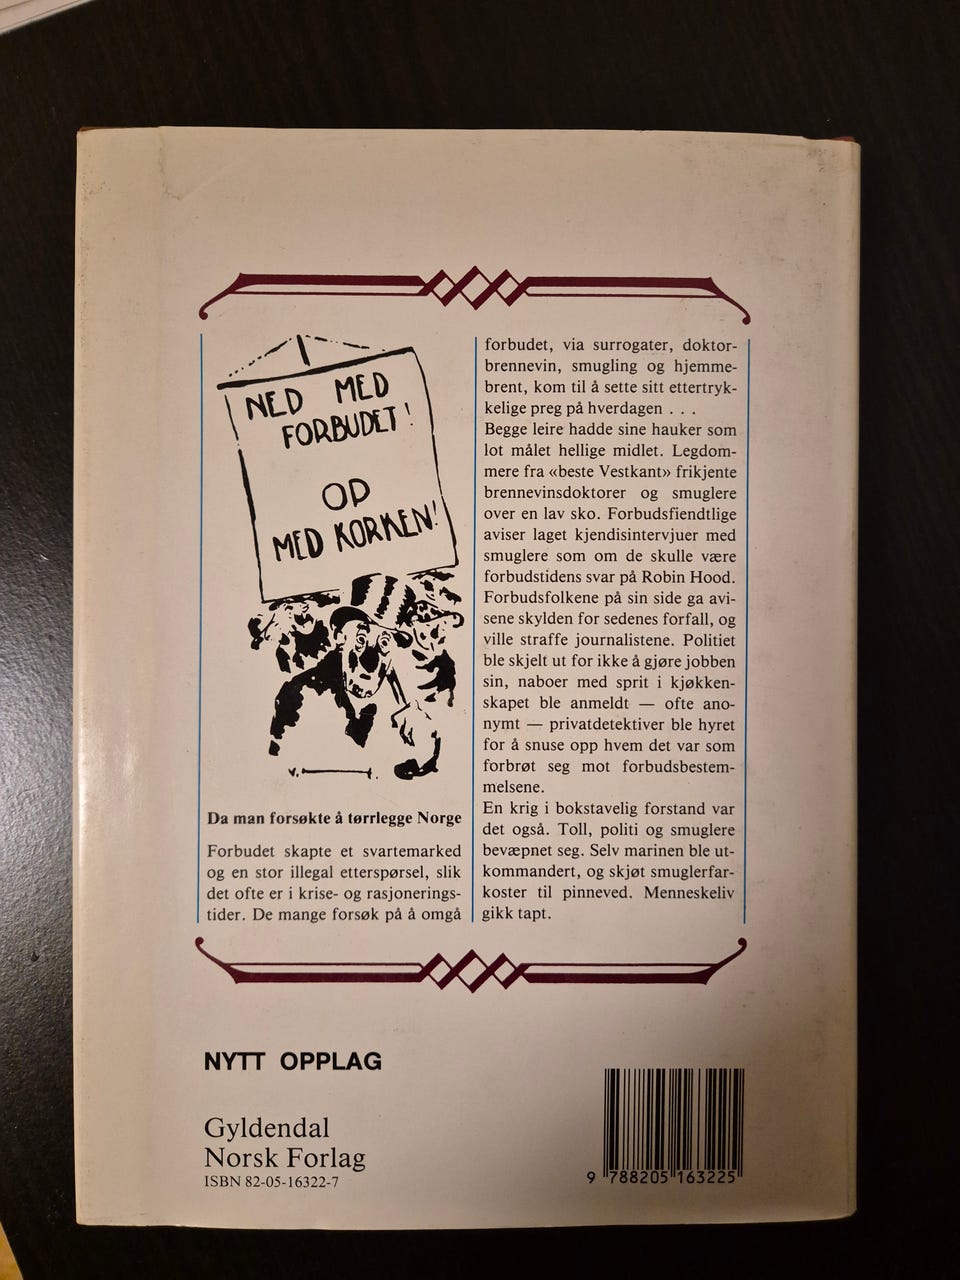 NED MED
FORBUDET!
OP
MED KORKEN!
Da man forsøkte å tørrlegge Norge
Forbudet skapte et svartemarked
og en stor illegal etterspørsel, slik
det ofte er i krise- og rasjonerings-
tider. De mange forsøk på å omgå
forbudet, via surrogater, doktor-
brennevin, smugling og hjemme-
brent, kom til å sette sitt ettertryk-
kelige preg på hverdagen . . .
Begge leire hadde sine hauker som
lot målet hellige midlet. Legdom-
mere fra «beste Vestkant» frikjente
brennevinsdoktorer og smuglere
over en lav sko. Forbudsfiendtlige
aviser laget kjendisintervjuer med
smuglere som om de skulle være
forbudstidens svar på Robin Hood.
Forbudsfolkene på sin side ga avi-
sene skylden for sedenes forfall, og
ville straffe journalistene. Politiet
ble skjelt ut for ikke å gjøre jobben
sin, naboer med sprit i kjøkken-
skapet ble anmeldt — ofte ano-
nymt — privatdetektiver ble hyret
for å snuse opp hvem det var som
forbrøt seg mot forbudsbestem-
melsene.
En krig i bokstavelig forstand var
det også. Toll, politi og smuglere
bevæpnet seg. Selv marinen ble ut-
kommandert, og skjøt smuglerfar-
koster til pinneved. Menneskeliv
gikk tapt.
NYTT OPPLAG
Gyldendal
Norsk Forlag
ISBN 82-05-16322-7
9 788205 163225